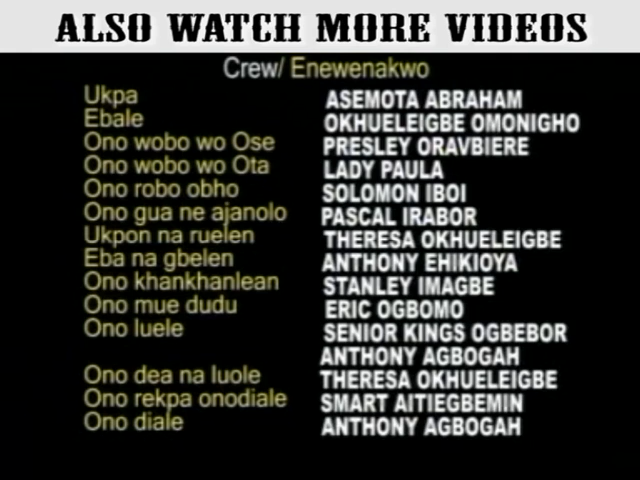 ALSO WATCH MORE VIDEOS
Crew/ Enewenakwo
Ukpa ASEMOTA ABRAHAM
Ebale OKHUELEIGBE OMONIGHO
Ono wobo wo Ose PRESLEY ORAVBIERE
Ono wobo wo Ota LADY PAULA
Ono robo obho SOLOMON IBOI
Ono gua ne ajanolo PASCAL IRABOR
Ukpon na ruelen THERESA OKHUELEIGBE
Eba na gbelen ANTHONY EHIKIOYA
Ono khankhanlean STANLEY IMAGBE
Ono mue dudu ERIC OGBOMO
Ono luele SENIOR KINGS OGBEBOR
ANTHONY AGBOGAH
Ono dea na luole THERESA OKHUELEIGBE
Ono rekpa onodiale SMART AITIEGBEMIN
Ono diale ANTHONY AGBOGAH